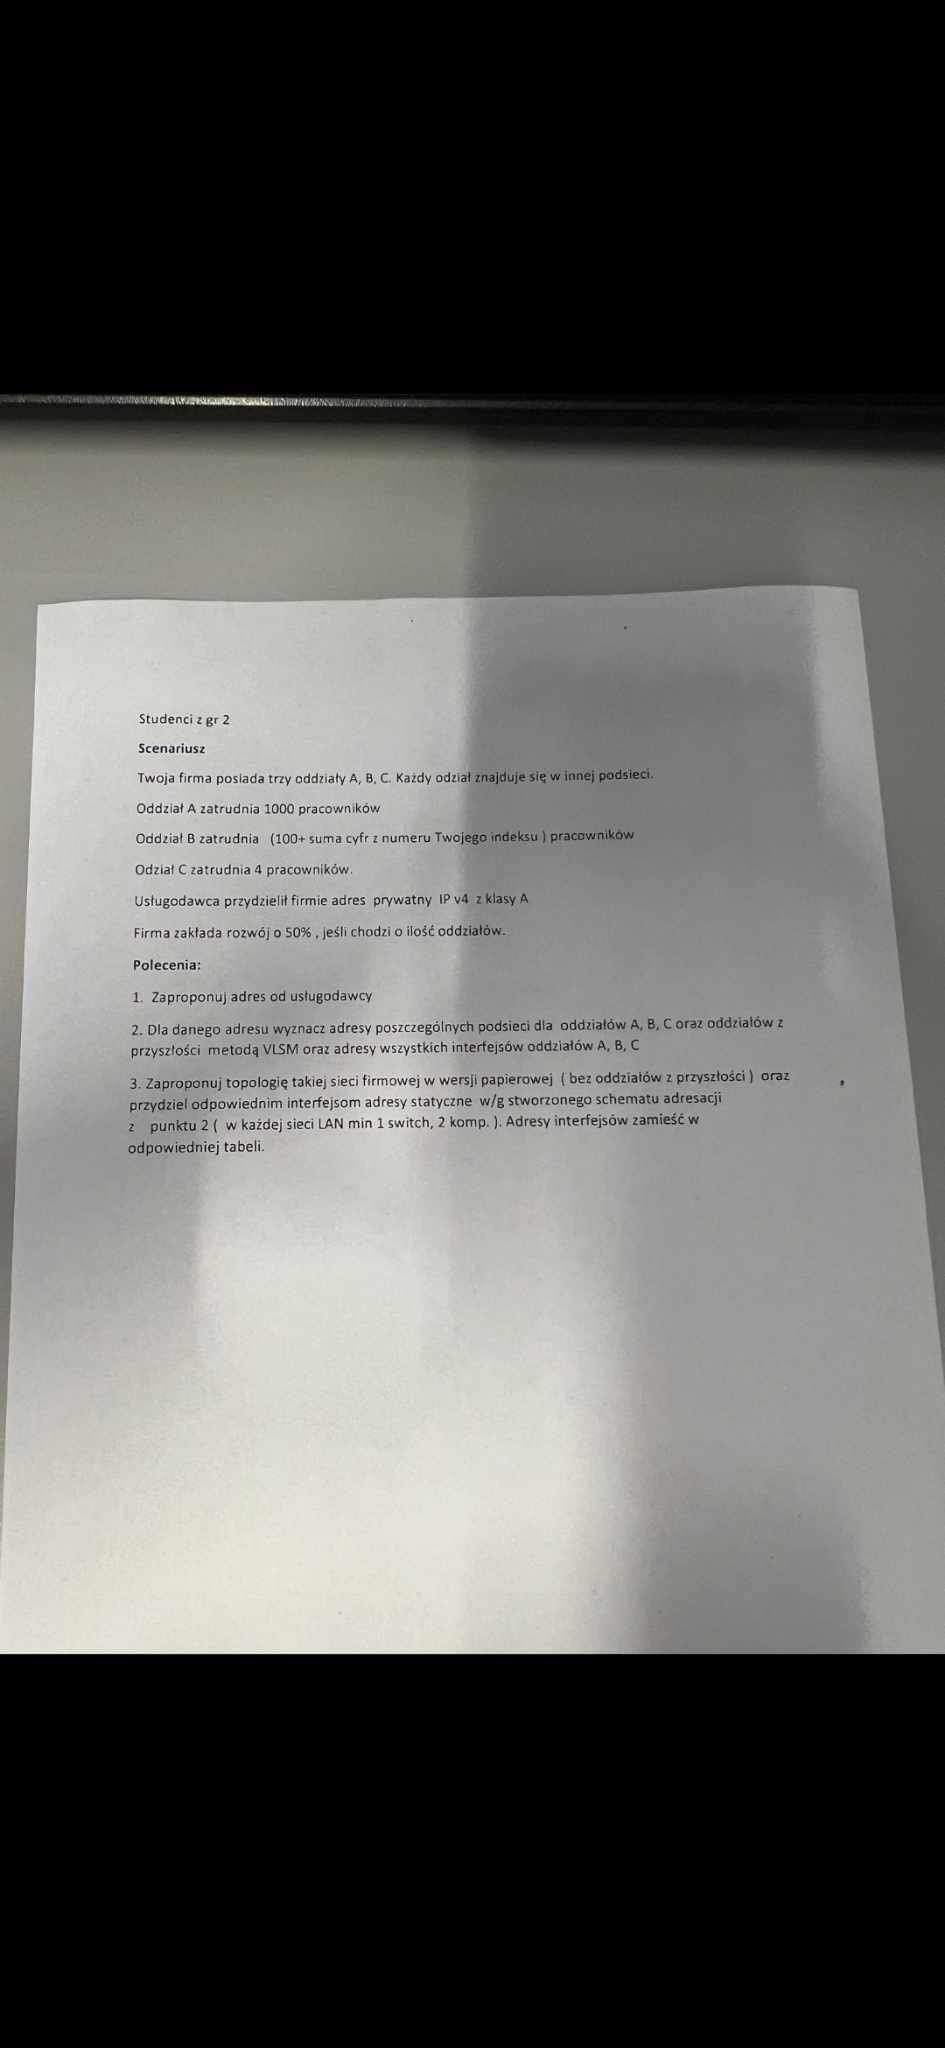 Studenci z gr 2
Scenariusz
Twoja firma posiada trzy oddziały A, B, C. Każdy odział znajduje się w innej podsieci.
Oddział A zatrudnia 1000 pracowników
Oddział B zatrudnia (100+ suma cyfr z numeru Twojego indeksu ) pracowników
Odział C zatrudnia 4 pracowników.
Usługodawca przydzielił firmie adres prywatny IP v4 z klasy A
Firma zakłada rozwój o 50% , jeśli chodzi o ilość oddziałów.
Polecenia:
1. Zaproponuj adres od usługodawcy
2. Dla danego adresu wyznacz adresy poszczególnych podsieci dla oddziałów A, B, C oraz oddziałów z
przyszłości metodą VLSM oraz adresy wszystkich interfejsów oddziałów A, B, C
3. Zaproponuj topologię takiej sieci firmowej w wersji papierowej ( bez oddziałów z przyszłości ) oraz
przydziel odpowiednim interfejsom adresy statyczne w/g stworzonego schematu adresacji
z punktu 2 ( w każdej sieci LAN min 1 switch, 2 komp. ). Adresy interfejsów zamieść w
odpowiedniej tabeli.